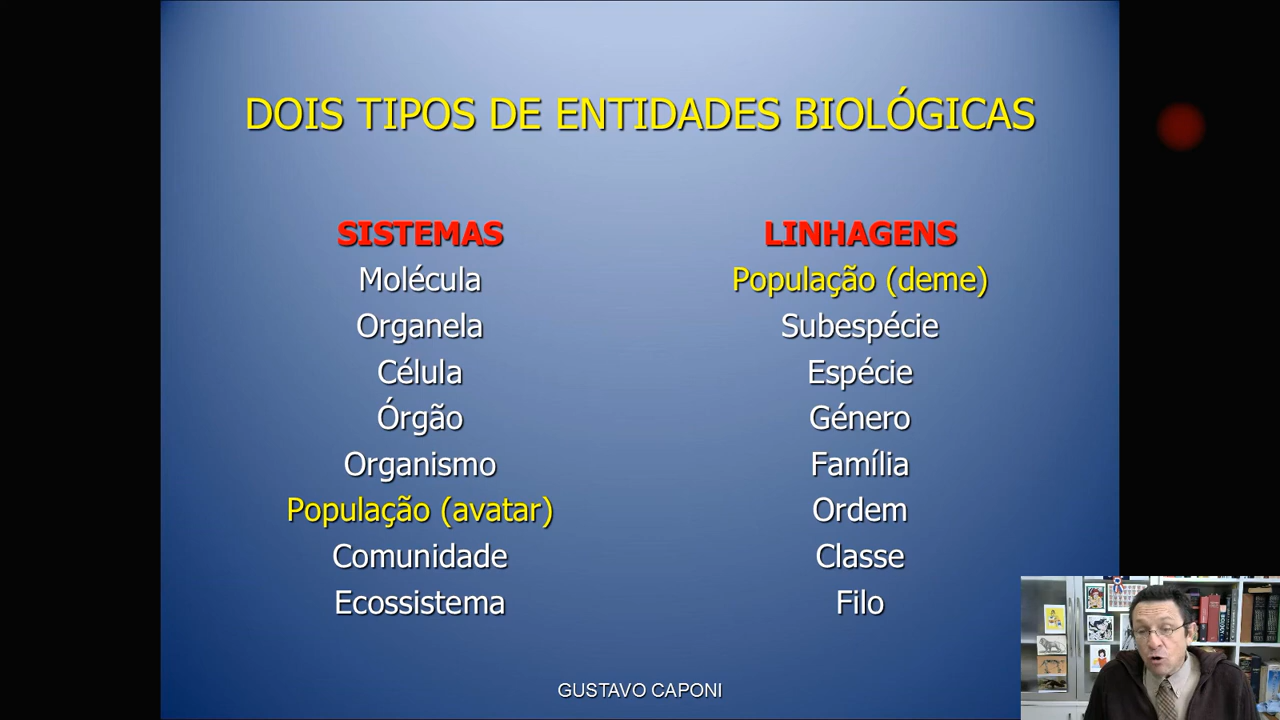 DOIS TIPOS DE ENTIDADES BIOLÓGICAS
SISTEMAS
Molécula
Organela
Célula
Órgão
Organismo
População (avatar)
Comunidade
Ecossistema
LINHAGENS
População (deme)
Subespécie
Espécie
Género
Família
Ordem
Classe
Filo
GUSTAVO CAPONI